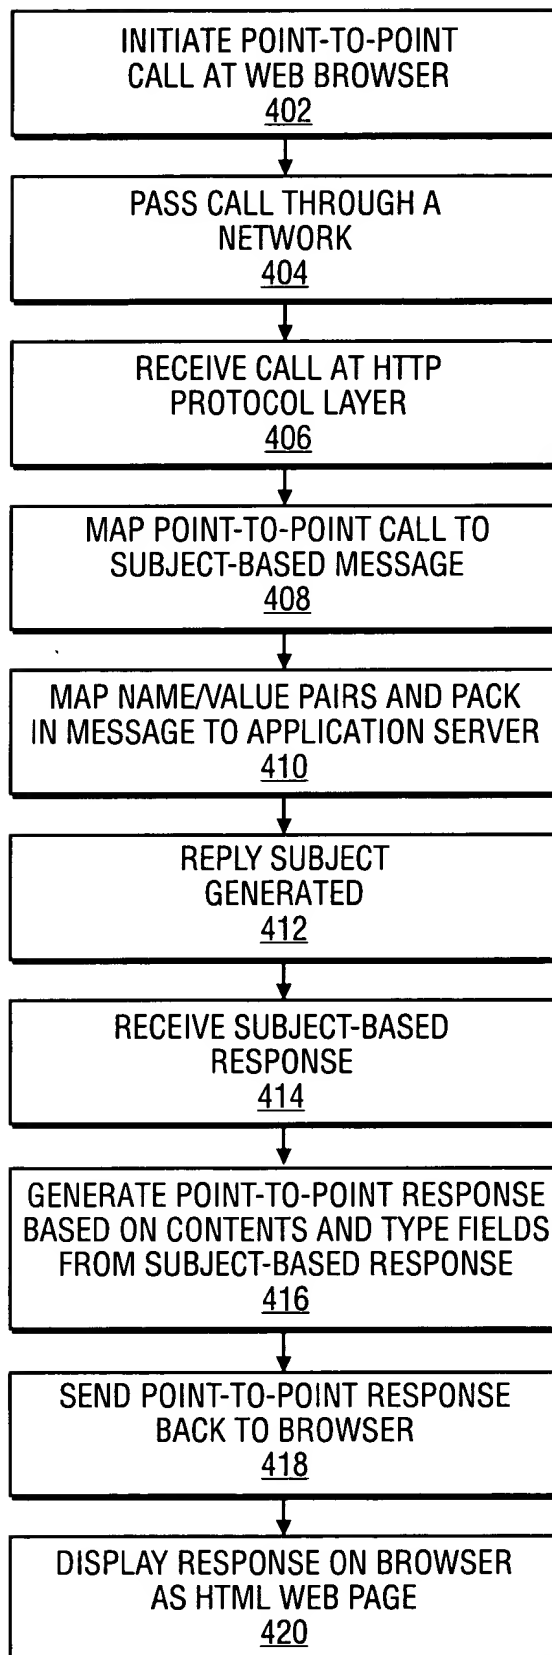 INITIATE POINT-TO-POINT
CALL AT WEB BROWSER
402
PASS CALL THROUGH A
NETWORK
404
RECEIVE CALL AT HTTP
PROTOCOL LAYER
406
MAP POINT-TO-POINT CALL TO
SUBJECT-BASED MESSAGE
408
MAP NAME/VALUE PAIRS AND PACK
IN MESSAGE TO APPLICATION SERVER
410
REPLY SUBJECT
GENERATED
412
RECEIVE SUBJECT-BASED
RESPONSE
414
GENERATE POINT-TO-POINT RESPONSE
BASED ON CONTENTS AND TYPE FIELDS
FROM SUBJECT-BASED RESPONSE
416
SEND POINT-TO-POINT RESPONSE
BACK TO BROWSER
418
DISPLAY RESPONSE ON BROWSER
AS HTML WEB PAGE
420